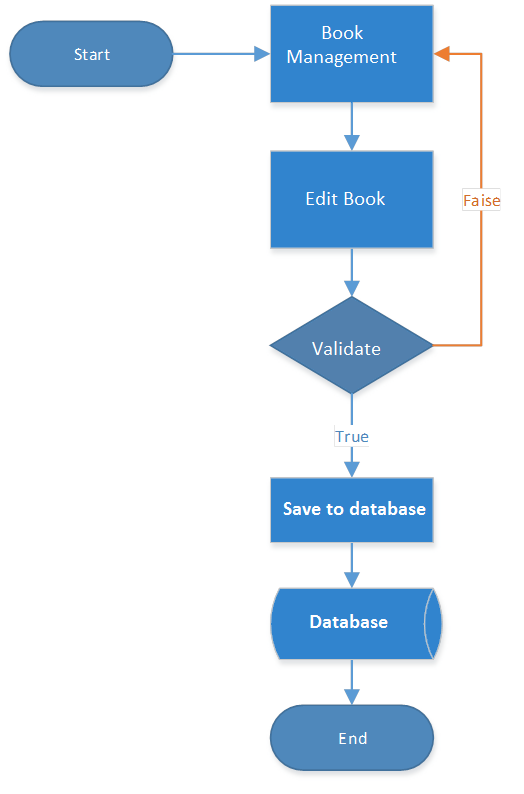 Start
Book
Management
Edit Book
Faise
Validate
True
Save to database
Database
End